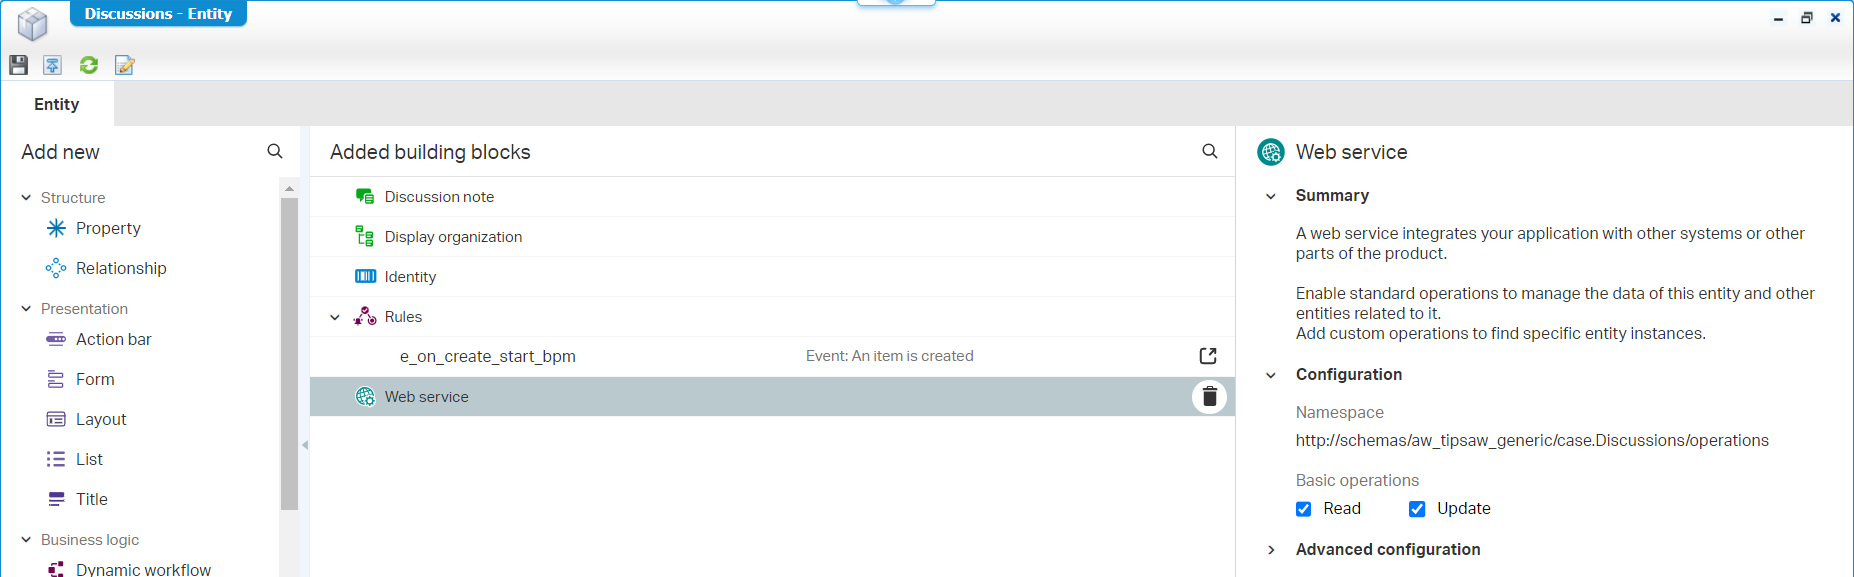 Discussions - Entity
Entity
Add new
Structure
Property
Relationship
Presentation
Action bar
Form
Layout
List
Title
Business logic
Dynamic workflow
Added building blocks
Discussion note
Display organization
Identity
Rules
e_on_create_start_bpm Event: An item is created
Web service
Web service
Summary
A web service integrates your application with other systems or other
parts of the product.
Enable standard operations to manage the data of this entity and other
entities related to it.
Add custom operations to find specific entity instances.
Configuration
Namespace
http://schemas/aw_tipsaw_generic/case.Discussions/operations
Basic operations
Read Update
Advanced configuration